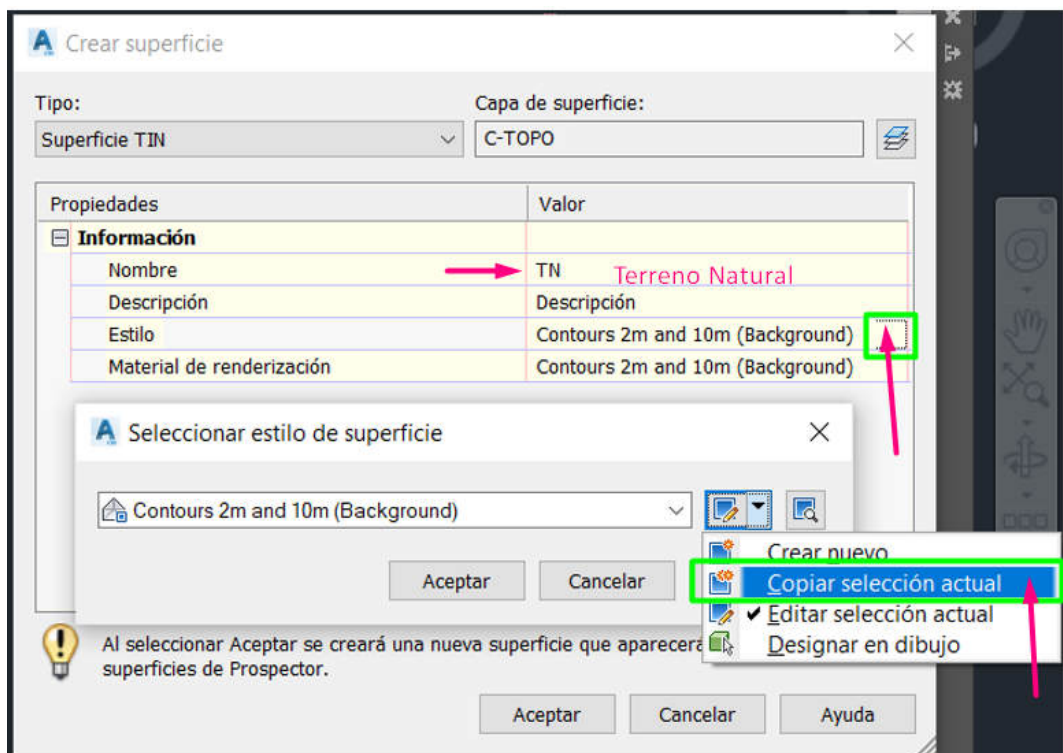 Crear superficie
Tipo:
Capa de superficie:
Superficie TIN
C-TOPO
Propiedades
Valor
Información
Nombre
TN
Terreno Natural
Descripción
Descripción
Estilo
Contours 2m and 10m (Background)
Material de renderización
Contours 2m and 10m (Background)
Seleccionar estilo de superficie
Contours 2m and 10m (Background)
Aceptar
Cancelar
Crear nuevo
Copiar selección actual
Editar selección actual
Designar en dibujo
Al seleccionar Aceptar se creará una nueva superficie que aparecerá
superficies de Prospector.
Aceptar
Cancelar
Ayuda